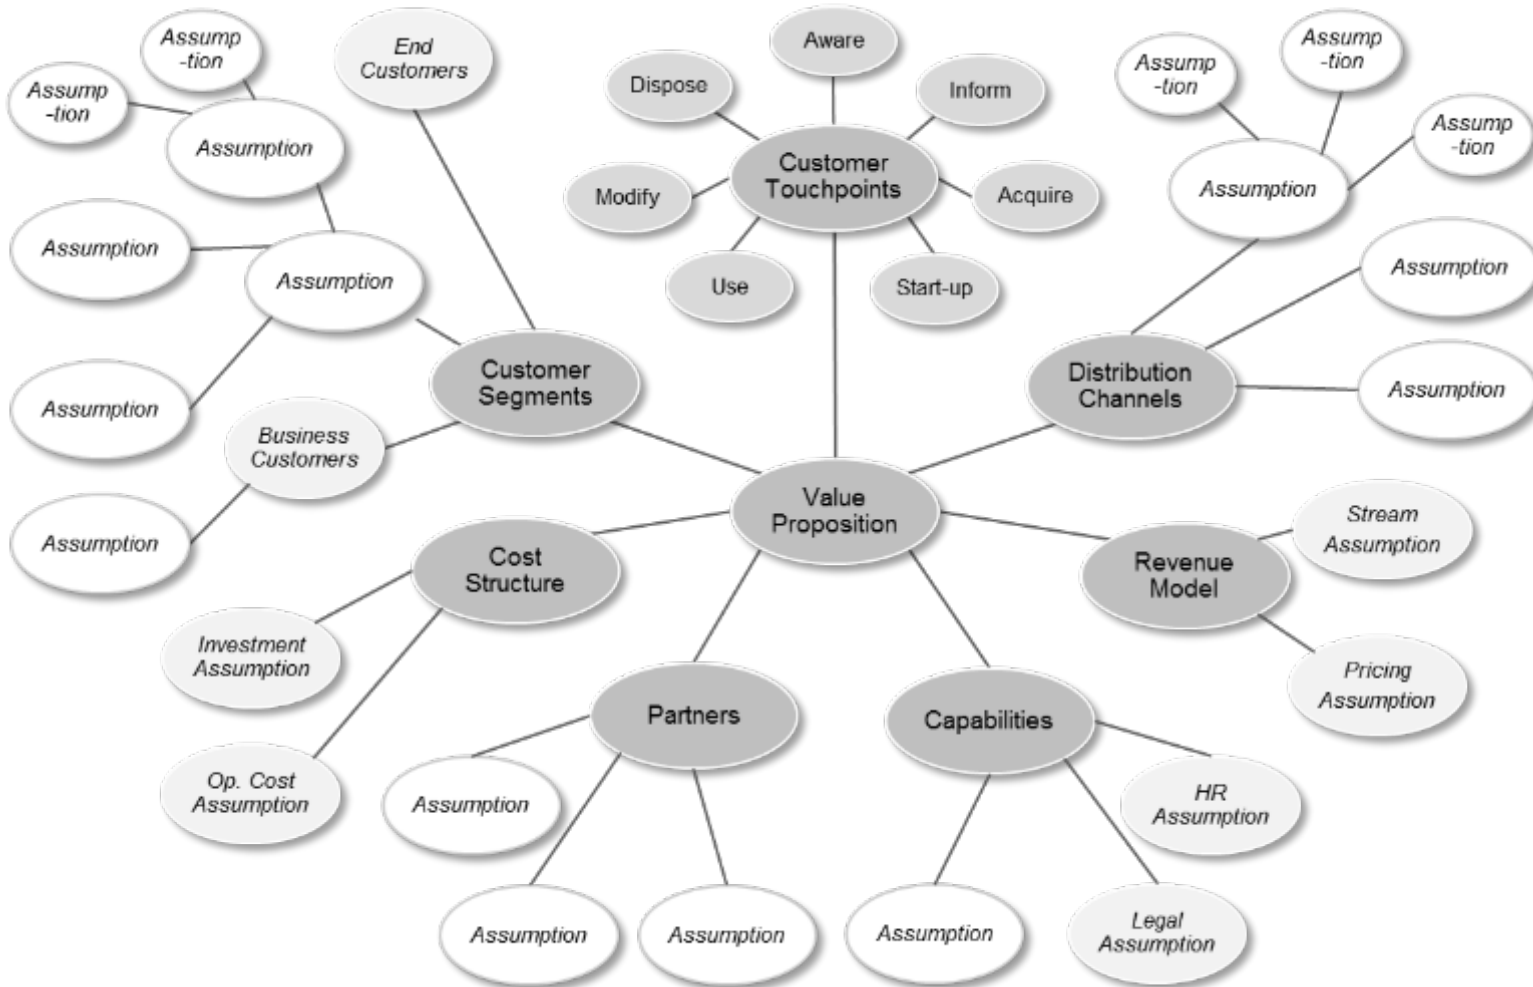 Assump
-tion
Assump
-tion
Assumption
Assumption
Assumption
Assumption
Assumption
End
Customers
Business
Customers
Customer
Segments
Aware
Dispose
Inform
Modify
Acquire
Use
Start-up
Customer
Touchpoints
Assump
-tion
Assump
-tion
Assump
-tion
Assumption
Assumption
Assumption
Distribution
Channels
Value
Proposition
Cost
Structure
Investment
Assumption
Op. Cost
Assumption
Partners
Assumption
Assumption
Assumption
Capabilities
HR
Assumption
Legal
Assumption
Assumption
Revenue
Model
Stream
Assumption
Pricing
Assumption